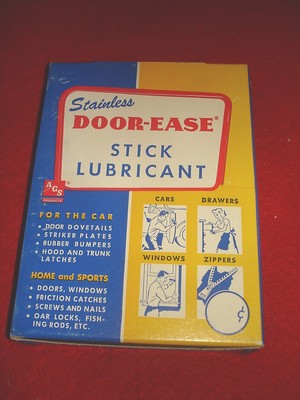 Stainless
DOOR-EASE®
STICK
LUBRICANT
AGS
PRODUCTS
FOR THE CAR
• DOOR DOVETAILS
• STRIKER PLATES
• RUBBER BUMPERS
• HOOD AND TRUNK
LATCHES
HOME and SPORTS
• DOORS, WINDOWS
• FRICTION CATCHES
• SCREWS AND NAILS
• OAR LOCKS, FISH-
ING RODS, ETC.
CARS
DRAWERS
WINDOWS
ZIPPERS
¢